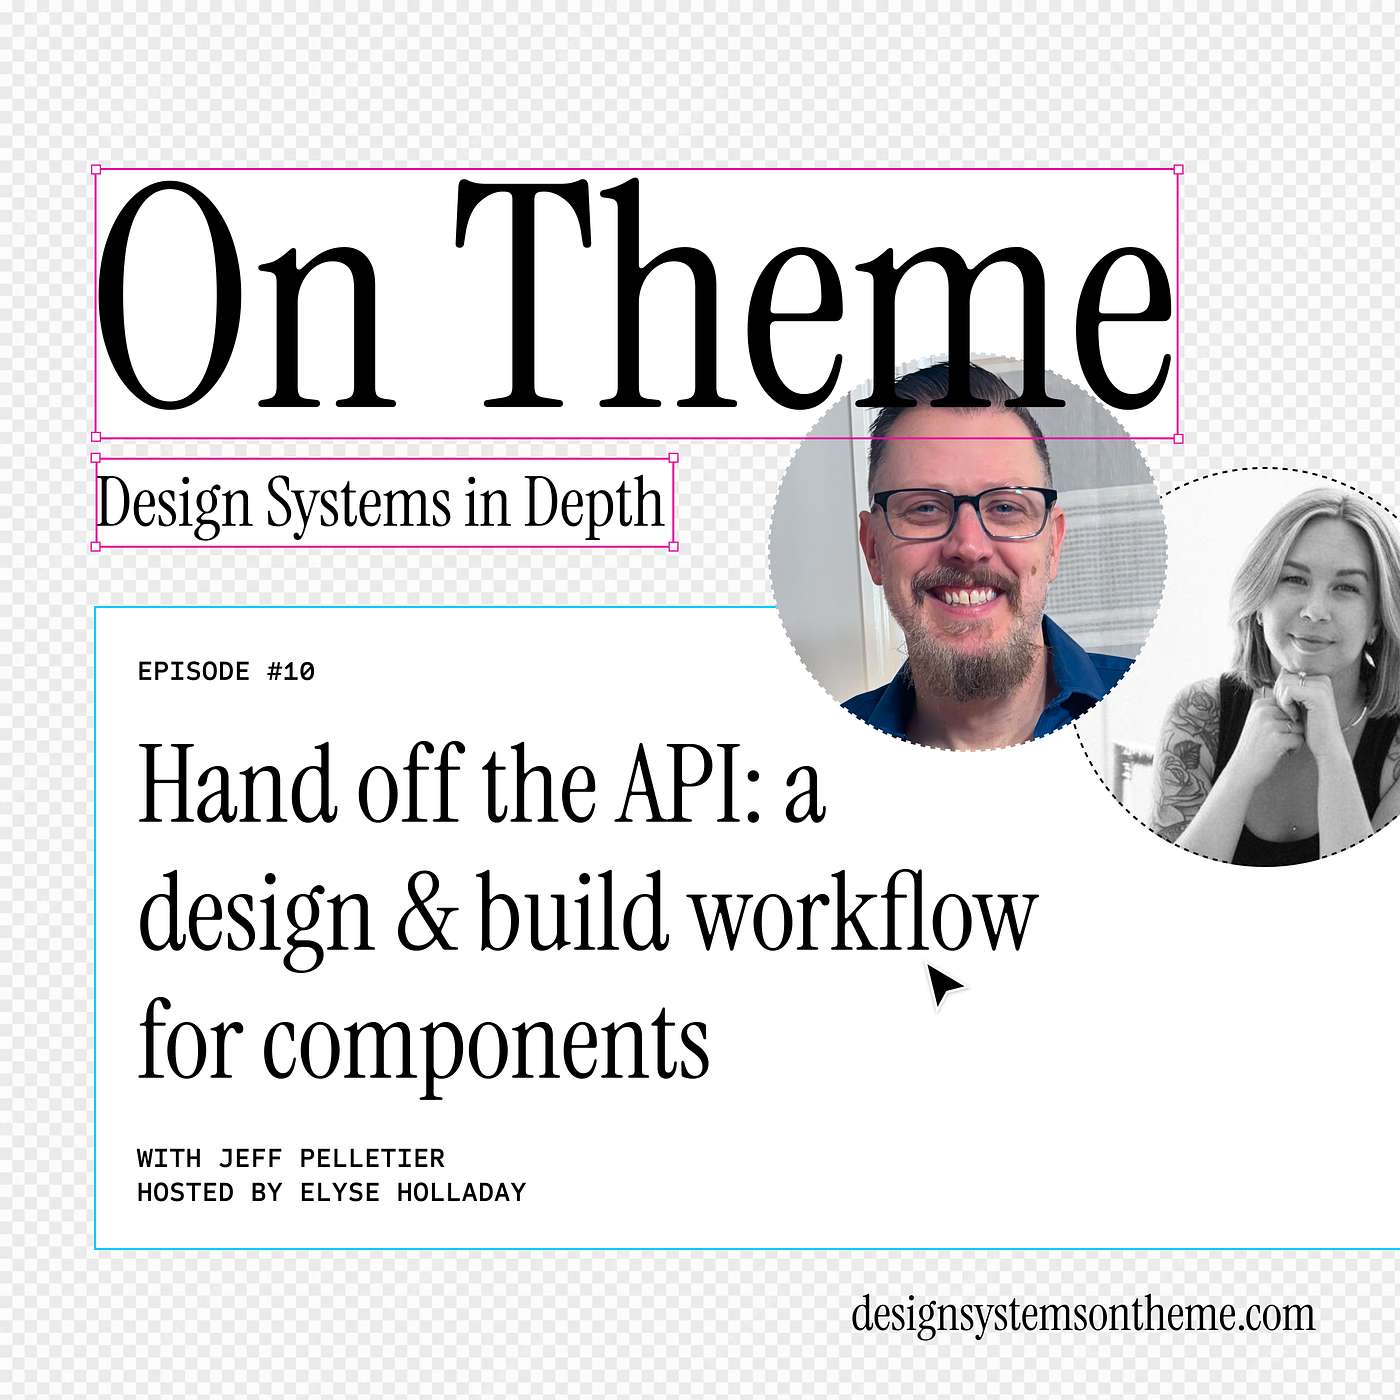 On Theme
Design Systems in Depth
EPISODE #10
Hand off the API: a
design & build workflow
for components
WITH JEFF PELLETIER
HOSTED BY ELYSE HOLLADAY
designsystemsontheme.com